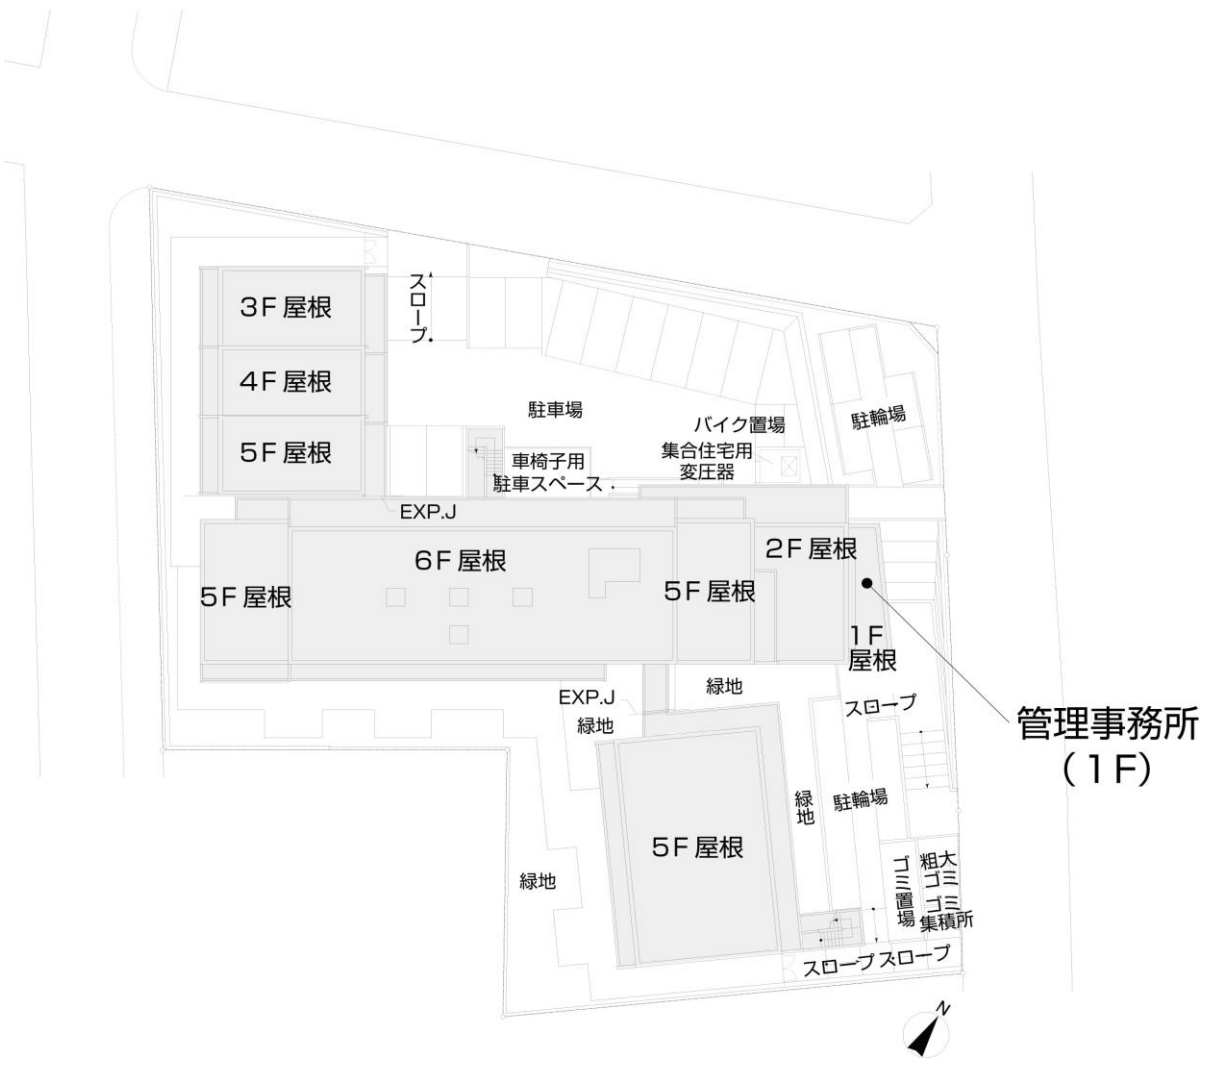 3F屋根
スロープ
4F屋根
駐車場
バイク置場
駐輪場
5F屋根
車椅子用
駐車スペース
集合住宅用
変圧器
EXP.J
6F屋根
2F屋根
5F屋根
5F屋根
1F
屋根
緑地
EXP.J
緑地
スロープ
管理事務所
（1F）
緑地
駐輪場
5F屋根
緑地
ゴミ置場
粗大
ゴミ
ゴミ
集積所
スロープ
スロープ
N